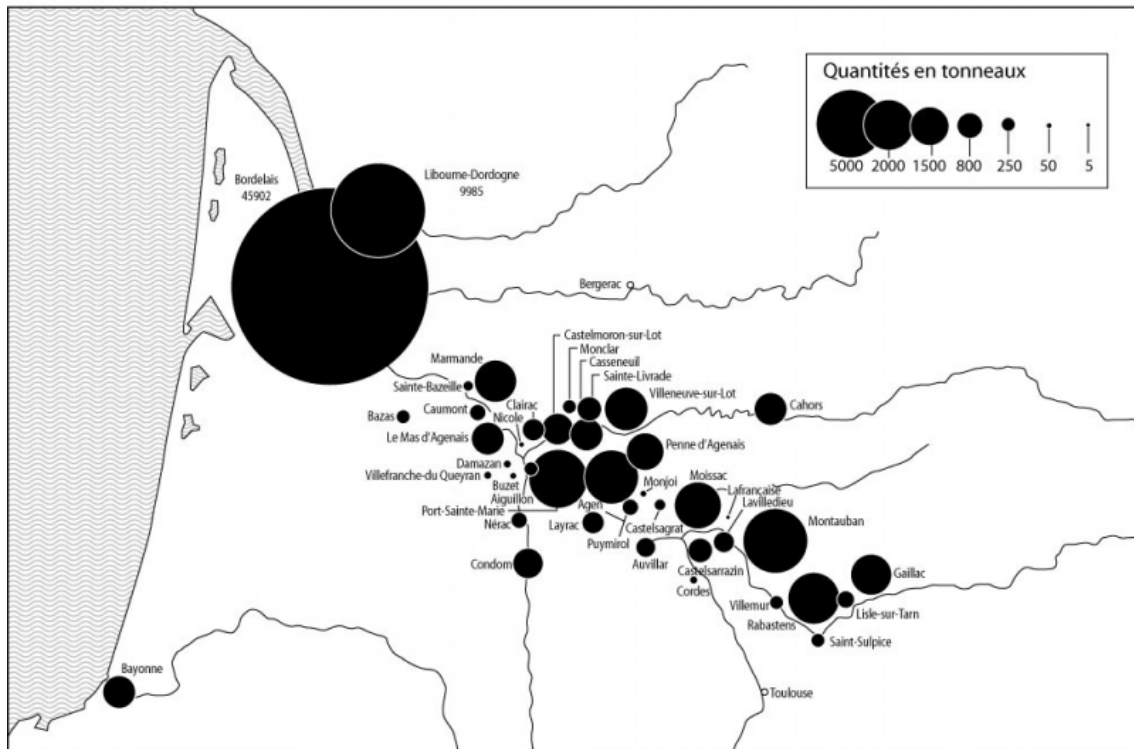 Quantités en tonneaux
5000 2000 1500 800 250 50 5
Libourne-Dordogne
9985
Bordelais
45902
Bergerac
Castelmoron-sur-Lot
Monclar
Casseneuil
Sainte-Livrade
Marmande
Sainte-Bazeille
Villeneuve-sur-Lot
Clairac
Nicole
Caumont
Bazas
Cahors
Le Mas d'Agenais
Penne d'Agenais
Damazan
Villefranche-du Queyran
Buzet
Aiguillon
Monjoi
Moissac
Lafrançaise
Lavilledieu
Port-Sainte-Marie
Agen
Nérac
Layrac
Puymirol
Castelsagrat
Montauban
Auvillar
Castelsarrazin
Condom
Cordes
Gaillac
Villemur
Lisle-sur-Tarn
Rabastens
Saint-Sulpice
Bayonne
Toulouse